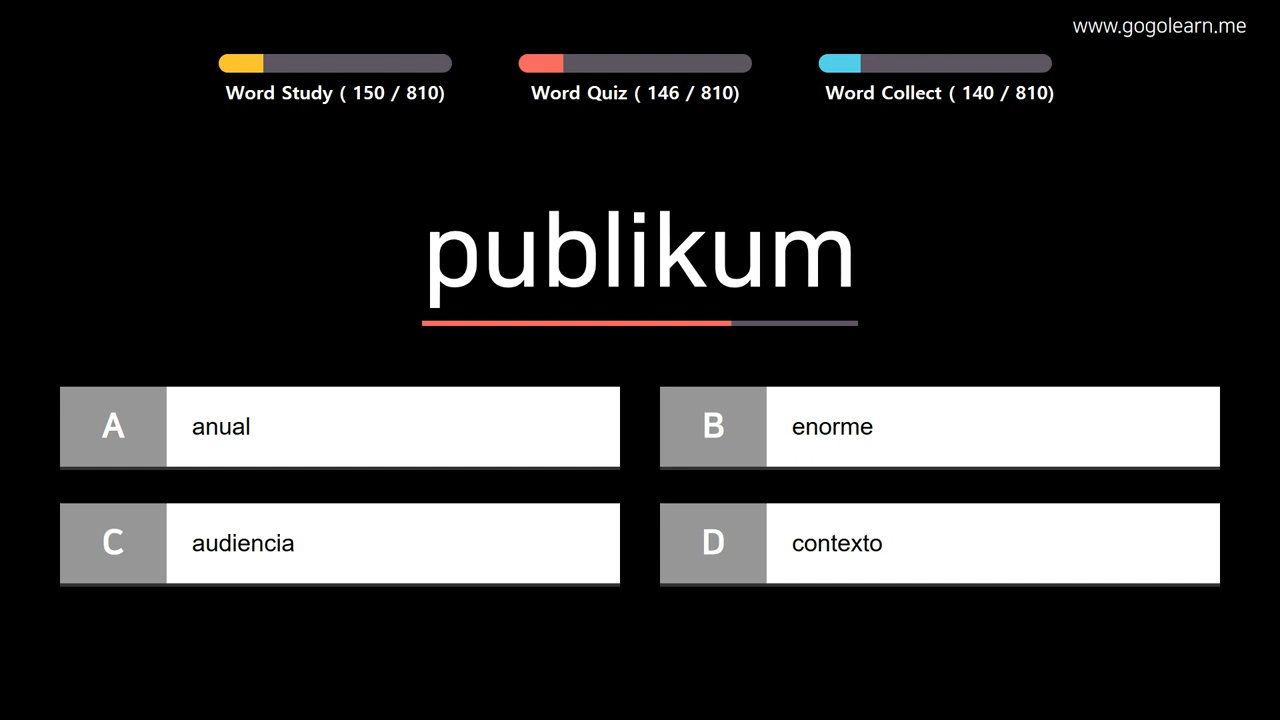 www.gogolearn.me
Word Study ( 150 / 810)
Word Quiz ( 146 / 810)
Word Collect ( 140 / 810)
publikum
A anual
B enorme
C audiencia
D contexto